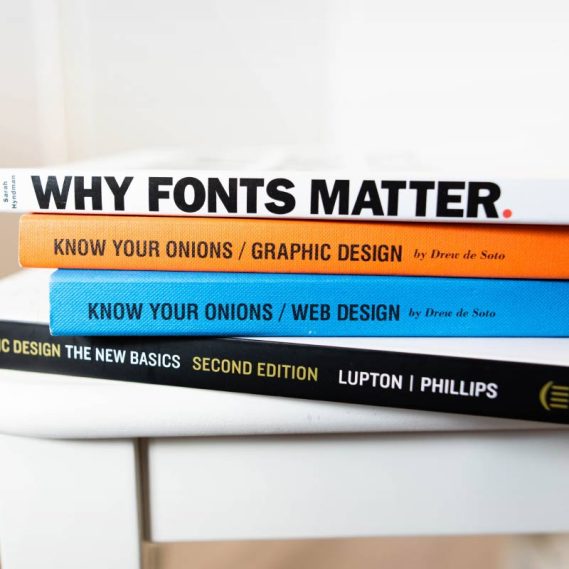 Sarah Hyndman WHY FONTS MATTER.
KNOW YOUR ONIONS / GRAPHIC DESIGN by Drew de Soto
KNOW YOUR ONIONS / WEB DESIGN by Drew de Soto
IC DESIGN THE NEW BASICS SECOND EDITION LUPTON | PHILLIPS